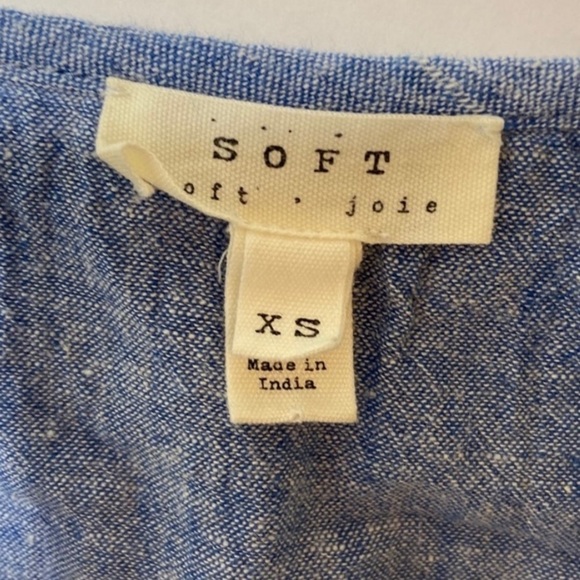 SOFT
oft , joie
XS
Made in
India